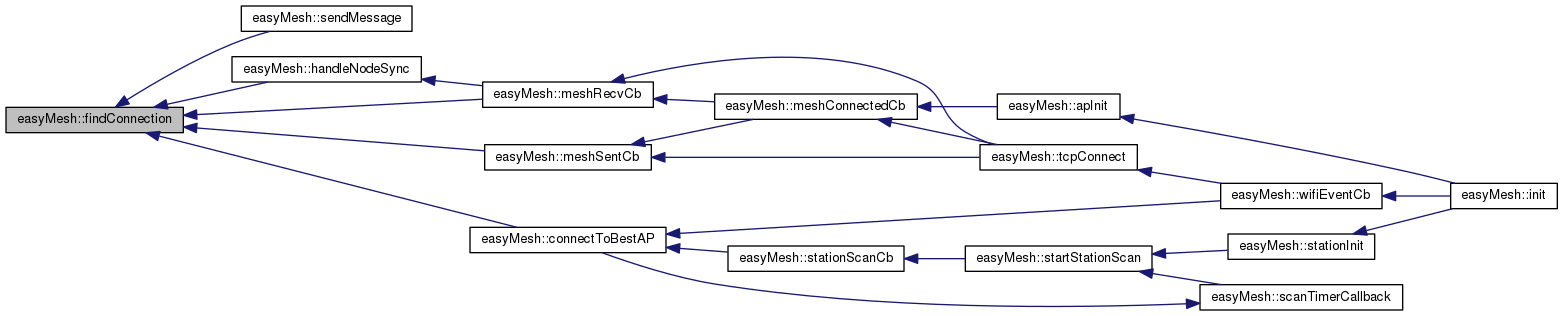 easyMesh::sendMessage
easyMesh::handleNodeSync
easyMesh::meshRecvCb
easyMesh::meshConnectedCb
easyMesh::apInit
easyMesh::findConnection
easyMesh::meshSentCb
easyMesh::tcpConnect
easyMesh::wifiEventCb
easyMesh::init
easyMesh::connectToBestAP
easyMesh::stationInit
easyMesh::stationScanCb
easyMesh::startStationScan
easyMesh::scanTimerCallback